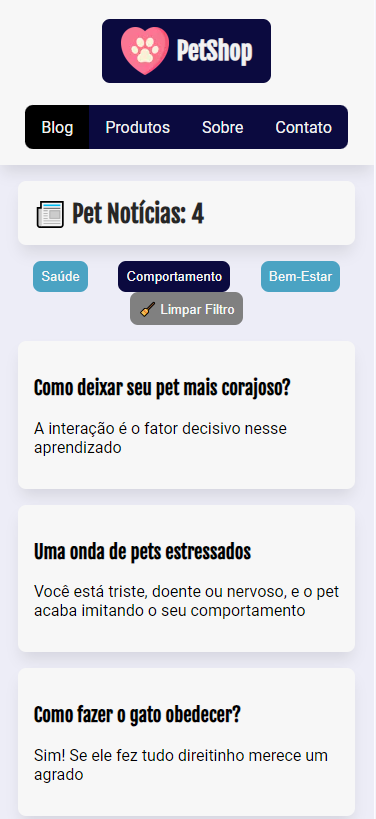 PetShop
Blog Produtos Sobre Contato
Pet Notícias: 4
Saúde Comportamento Bem-Estar
Limpar Filtro
Como deixar seu pet mais corajoso?
A interação é o fator decisivo nesse
aprendizado
Uma onda de pets estressados
Você está triste, doente ou nervoso, e o pet
acaba imitando o seu comportamento
Como fazer o gato obedecer?
Sim! Se ele fez tudo direitinho merece um
agrado